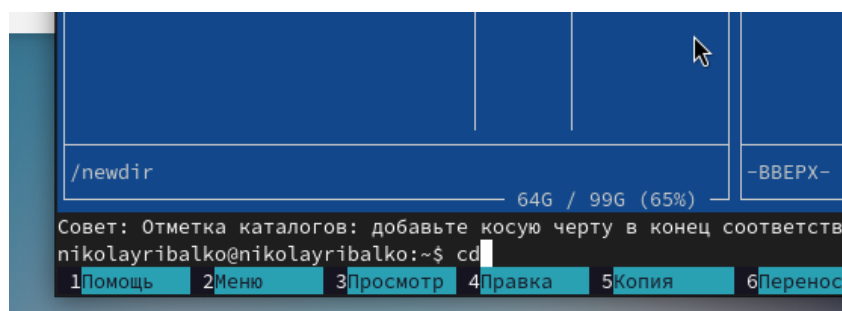 /newdir
64G / 99G (65%)
-ВВЕРХ-
Совет: Отметка каталогов: добавьте косую черту в конец соответств
nikolayribalko@nikolayribalko:~$ cd
1Помощь 2Меню 3Просмотр 4Правка 5Копия 6Перенос